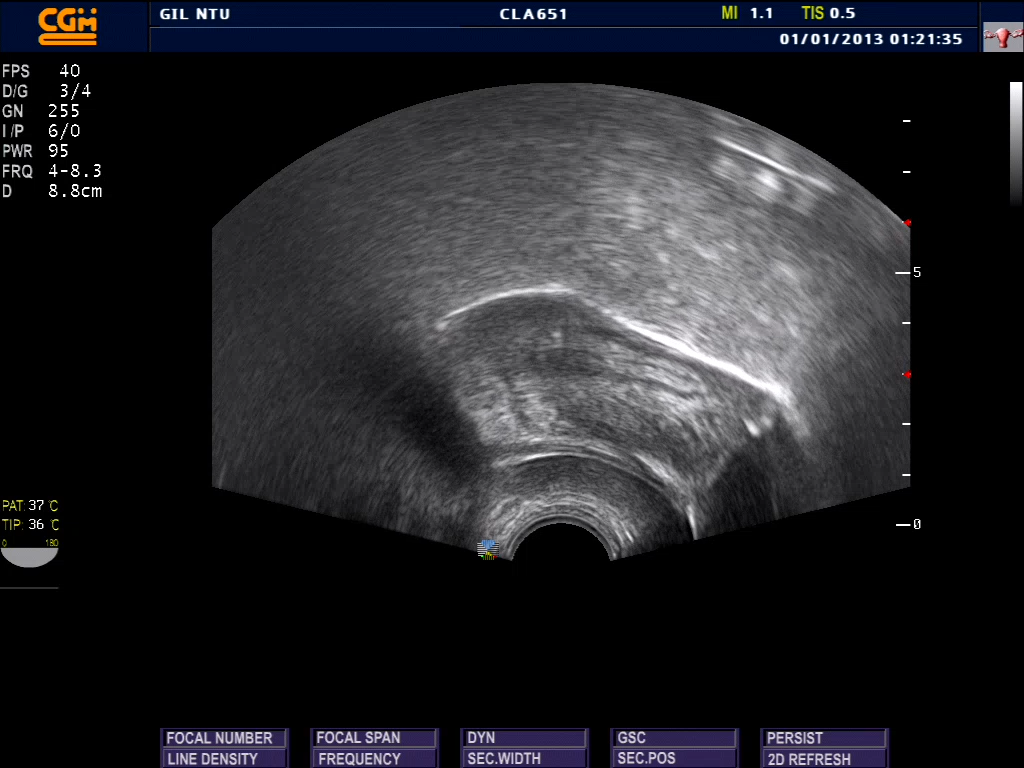 CGM
GIL NTU CLA651 MI 1.1 TIS 0.5
01/01/2013 01:21:35
FPS 40
D/G 3/4
GN 255
I/P 6/0
PWR 95
FRQ 4-8.3
D 8.8cm
5
PAT: 37 °C
TIP: 36 °C
0 180
0
FOCAL NUMBER FOCAL SPAN DYN GSC PERSIST
LINE DENSITY FREQUENCY SEC.WIDTH SEC.POS 2D REFRESH